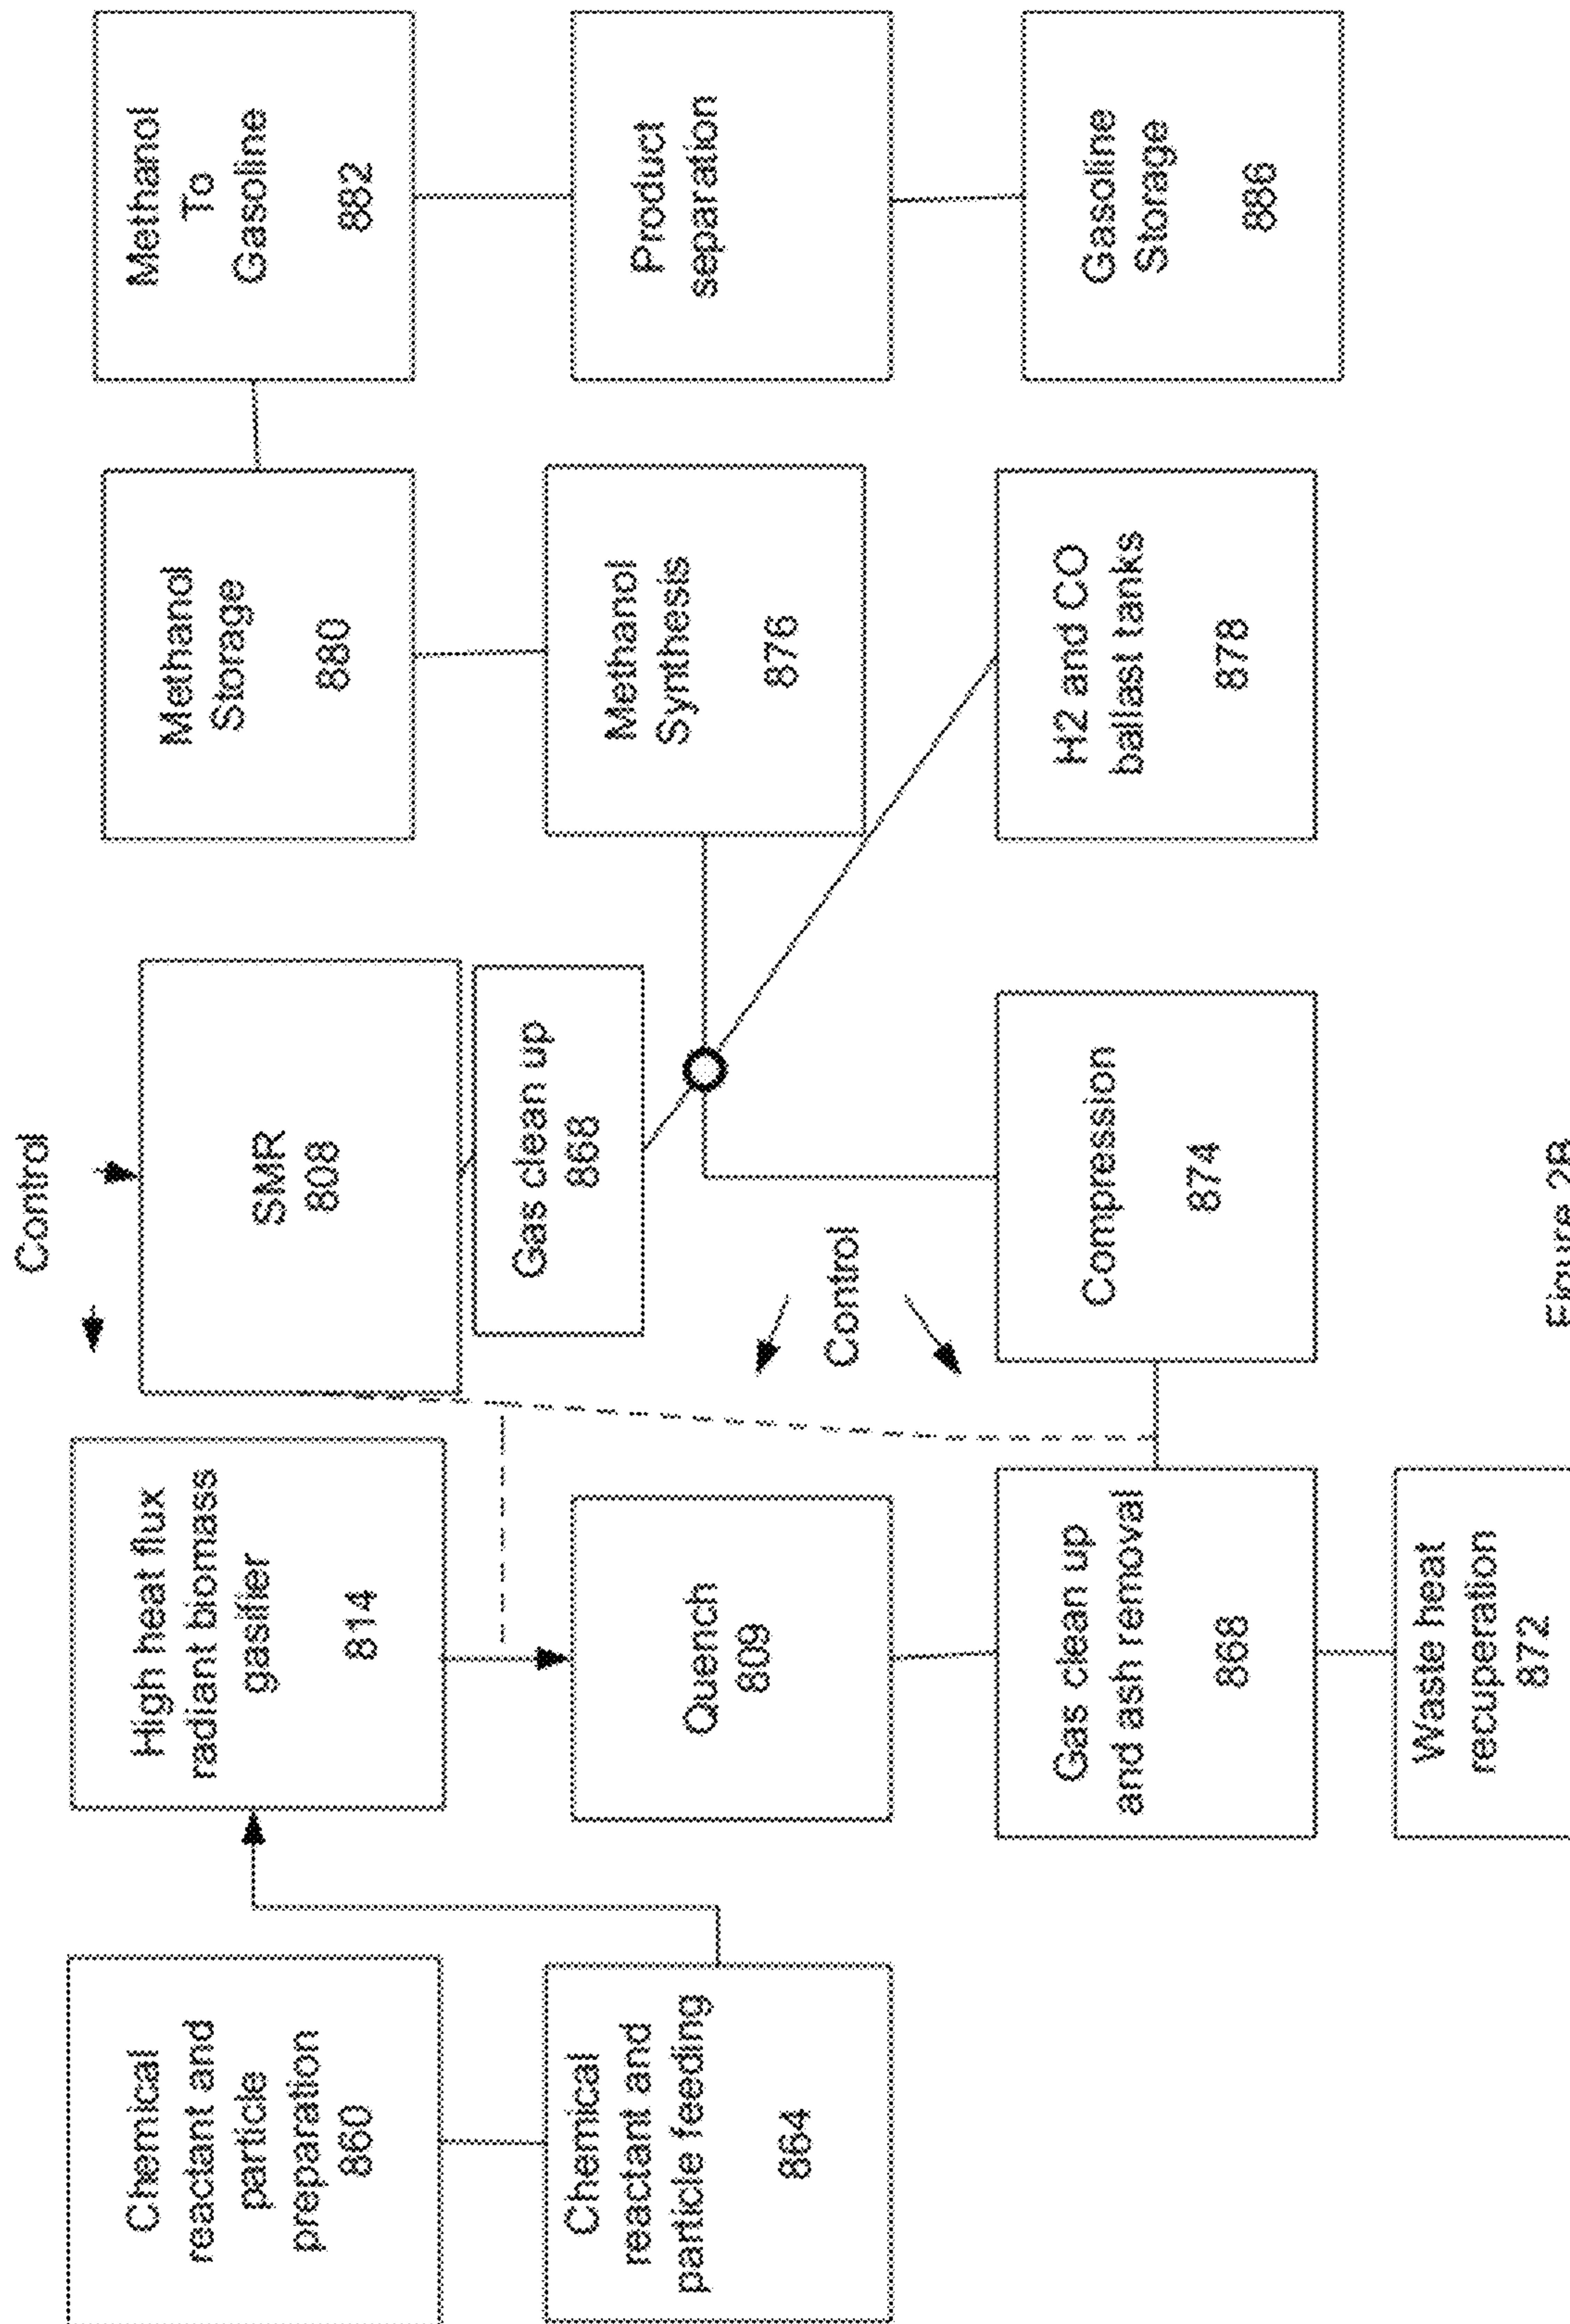 Chemical
reactant and
particle
preparation
860
Chemical
reactant and
particle feeding
864
High heat flux
radiant biomass
gasifier
814
Quench
809
Gas clean up
and ash removal
868
Waste heat
recuperation
872
Control
SMR
808
Gas clean up
868
Control
Compression
874
Methanol
Storage
880
Methanol
Synthesis
876
H2 and CO
ballast tanks
878
Methanol
To
Gasoline
882
Product
separation
Gasoline
Storage
886
Figure 2B